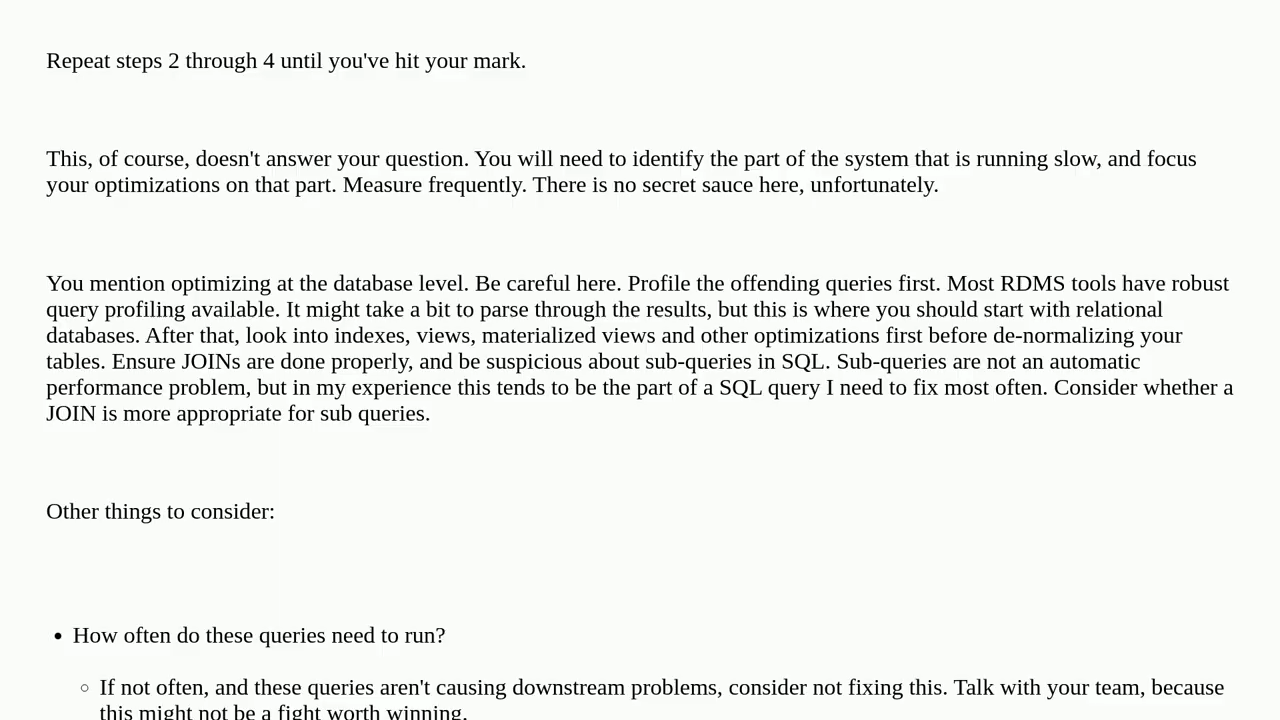 Repeat steps 2 through 4 until you've hit your mark.
This, of course, doesn't answer your question. You will need to identify the part of the system that is running slow, and focus
your optimizations on that part. Measure frequently. There is no secret sauce here, unfortunately.
You mention optimizing at the database level. Be careful here. Profile the offending queries first. Most RDMS tools have robust
query profiling available. It might take a bit to parse through the results, but this is where you should start with relational
databases. After that, look into indexes, views, materialized views and other optimizations first before de-normalizing your
tables. Ensure JOINs are done properly, and be suspicious about sub-queries in SQL. Sub-queries are not an automatic
performance problem, but in my experience this tends to be the part of a SQL query I need to fix most often. Consider whether a
JOIN is more appropriate for sub queries.
Other things to consider:
• How often do these queries need to run?
○ If not often, and these queries aren't causing downstream problems, consider not fixing this. Talk with your team, because
this might not be a fight worth winning.